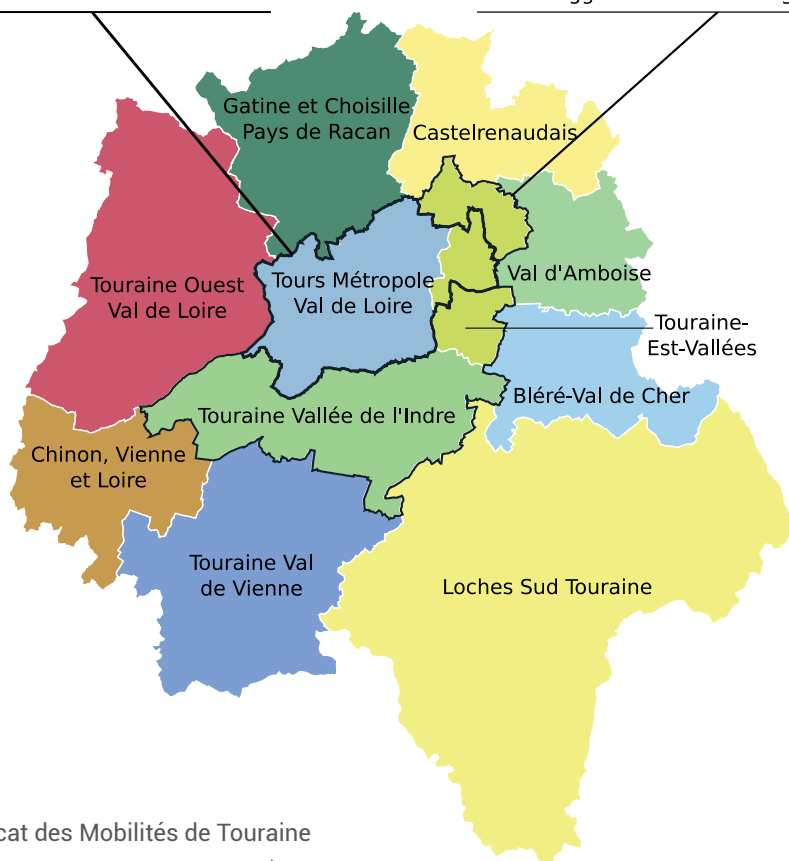 Gatine et Choisille
Pays de Racan
Castelrenaudais
Touraine Ouest
Val de Loire
Tours Métropole
Val de Loire
Val d'Amboise
Touraine-
Est-Vallées
Bléré-Val de Cher
Touraine Vallée de l'Indre
Chinon, Vienne
et Loire
Touraine Val
de Vienne
Loches Sud Touraine
cat des Mobilités de Touraine